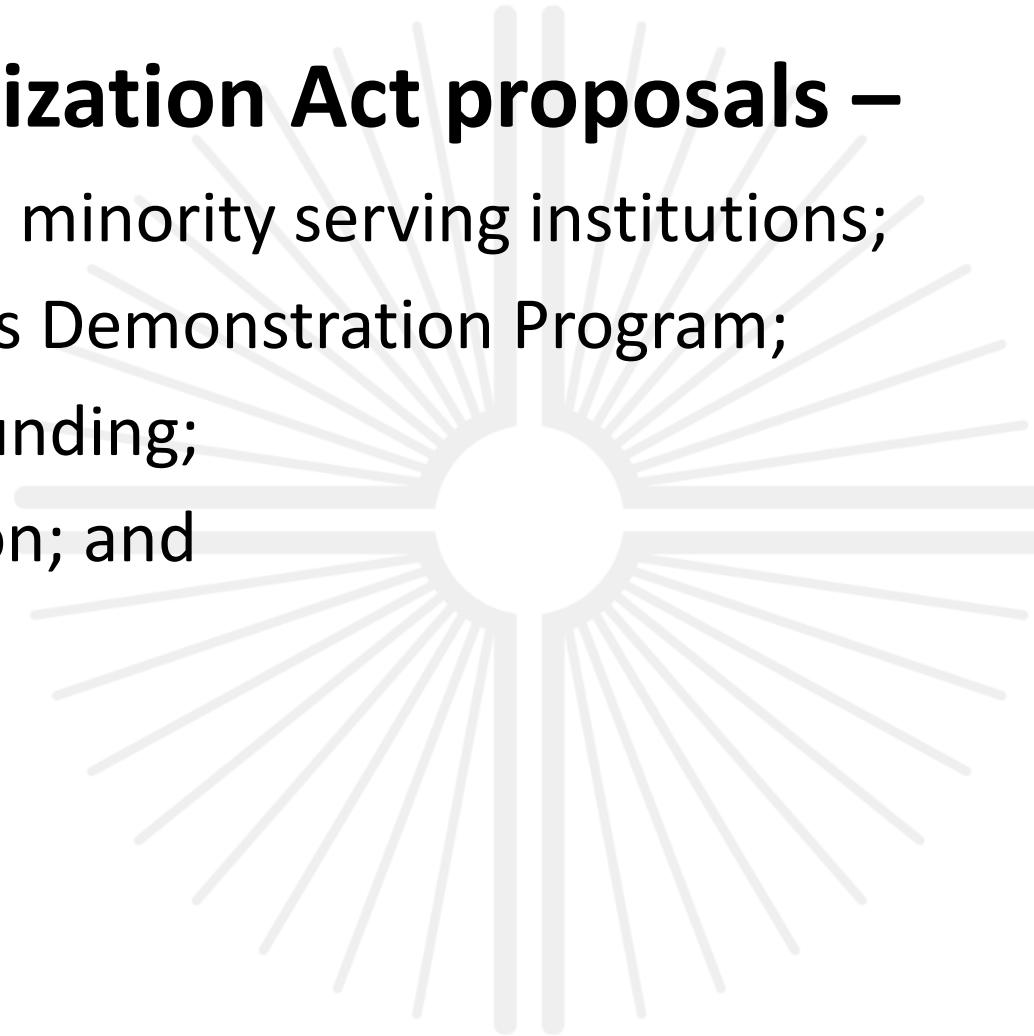 ization Act proposals –
minority serving institutions;
s Demonstration Program;
unding;
on; and